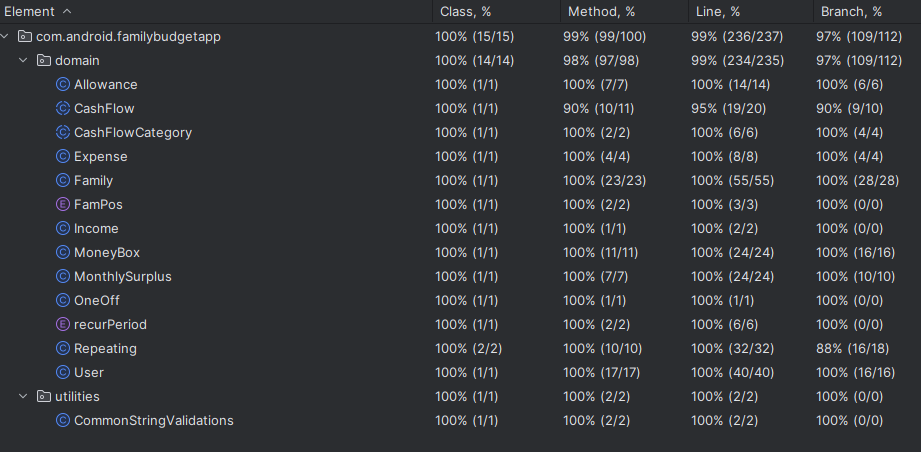 Element Class, % Method, % Line, % Branch, %
com.android.familybudgetapp 100% (15/15) 99% (99/100) 99% (236/237) 97% (109/112)
domain 100% (14/14) 98% (97/98) 99% (234/235) 97% (109/112)
Allowance 100% (1/1) 100% (7/7) 100% (14/14) 100% (6/6)
CashFlow 100% (1/1) 90% (10/11) 95% (19/20) 90% (9/10)
CashFlowCategory 100% (1/1) 100% (2/2) 100% (6/6) 100% (4/4)
Expense 100% (1/1) 100% (4/4) 100% (8/8) 100% (4/4)
Family 100% (1/1) 100% (23/23) 100% (55/55) 100% (28/28)
FamPos 100% (1/1) 100% (2/2) 100% (3/3) 100% (0/0)
Income 100% (1/1) 100% (1/1) 100% (2/2) 100% (0/0)
MoneyBox 100% (1/1) 100% (11/11) 100% (24/24) 100% (16/16)
MonthlySurplus 100% (1/1) 100% (7/7) 100% (24/24) 100% (10/10)
OneOff 100% (1/1) 100% (1/1) 100% (1/1) 100% (0/0)
recurPeriod 100% (1/1) 100% (2/2) 100% (6/6) 100% (0/0)
Repeating 100% (2/2) 100% (10/10) 100% (32/32) 88% (16/18)
User 100% (1/1) 100% (17/17) 100% (40/40) 100% (16/16)
utilities 100% (1/1) 100% (2/2) 100% (2/2) 100% (0/0)
CommonStringValidations 100% (1/1) 100% (2/2) 100% (2/2) 100% (0/0)